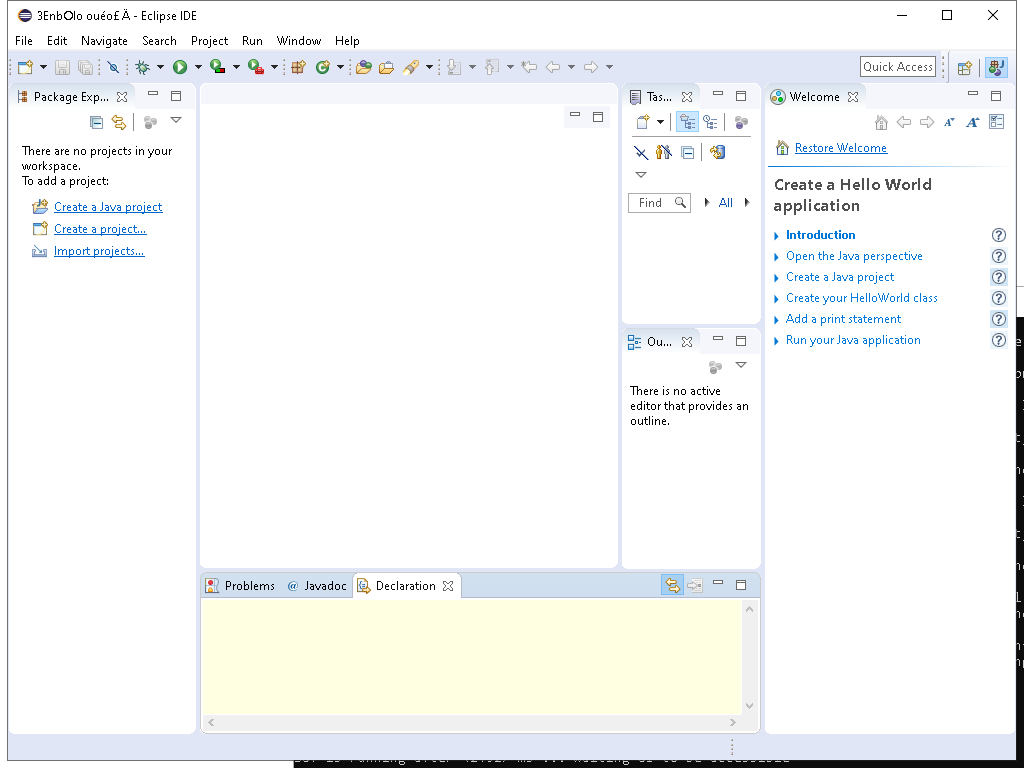 3EnbOlo ouéo£Ä - Eclipse IDE
File Edit Navigate Search Project Run Window Help
Quick Access
Package Exp...
There are no projects in your
workspace.
To add a project:
Create a Java project
Create a project...
Import projects...
Tas...
Find
All
Ou...
There is no active
editor that provides an
outline.
Welcome
Restore Welcome
Create a Hello World
application
Introduction
Open the Java perspective
Create a Java project
Create your HelloWorld class
Add a print statement
Run your Java application
Problems @ Javadoc Declaration